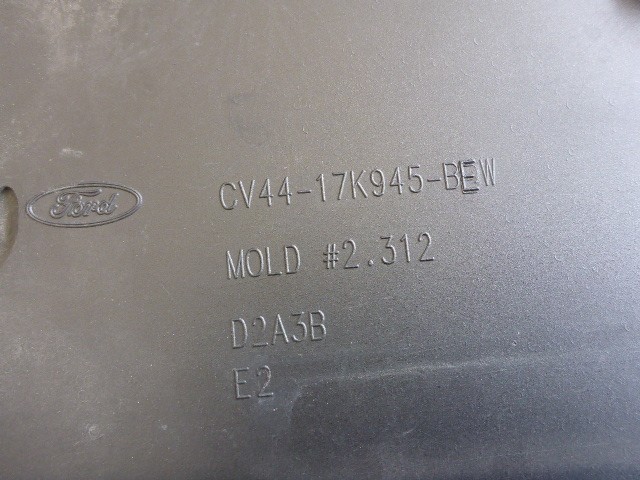 Ford
CV44-17K945-BEW
MOLD #2.312
D2A3B
E2